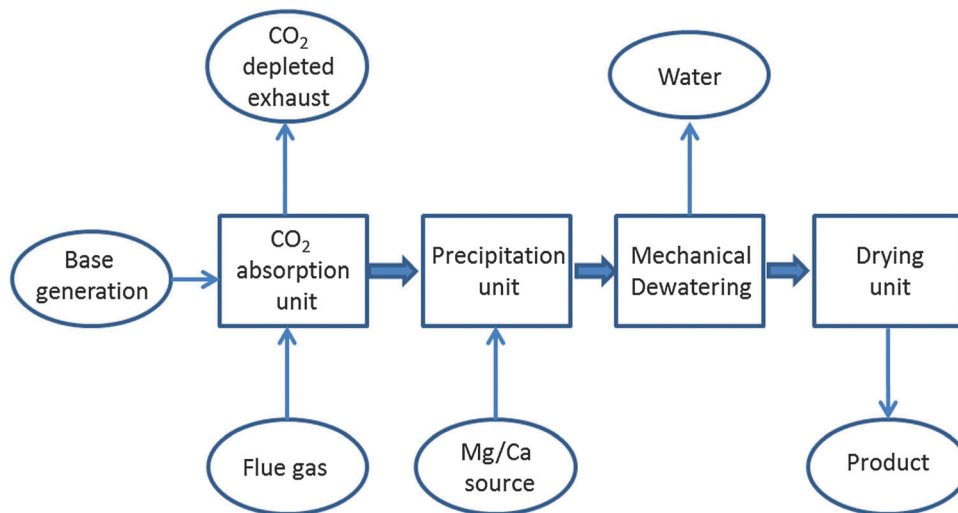 CO₂
depleted
exhaust
Water
Base
generation
CO₂
absorption
unit
Precipitation
unit
Mechanical
Dewatering
Drying
unit
Flue gas
Mg/Ca
source
Product